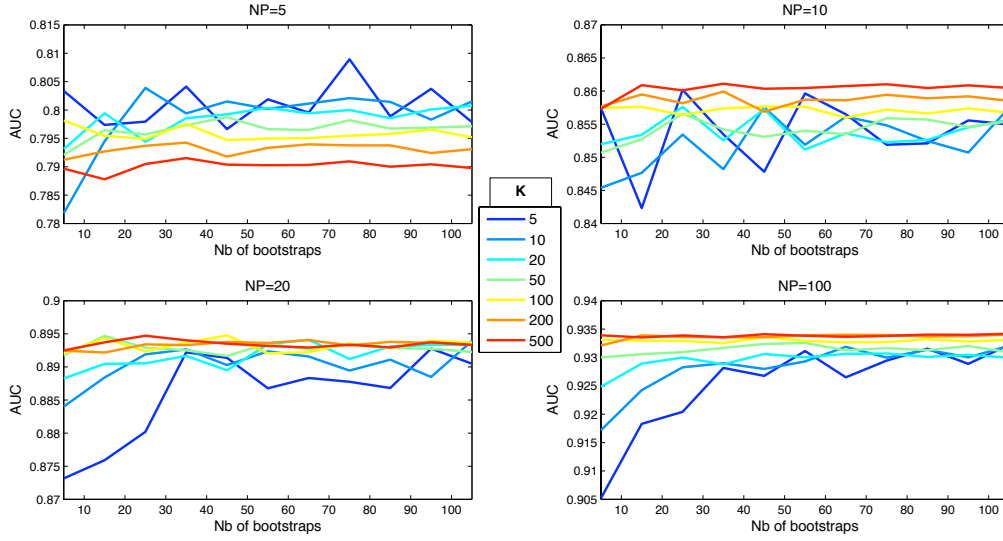 NP=5
0.815
0.81
0.805
0.8
0.795
0.79
0.785
0.78
AUC
10 20 30 40 50 60 70 80 90 100
Nb of bootstraps
NP=10
0.87
0.86
0.855
0.85
0.845
0.84
AUC
10 20 30 40 50 60 70 80 90 100
Nb of bootstraps
K
5
10
20
50
100
200
500
NP=20
0.9
0.895
0.89
0.885
0.88
0.875
0.87
AUC
10 20 30 40 50 60 70 80 90 100
Nb of bootstraps
NP=100
0.94
0.935
0.93
0.925
0.92
0.915
0.91
0.905
AUC
10 20 30 40 50 60 70 80 90 100
Nb of bootstraps